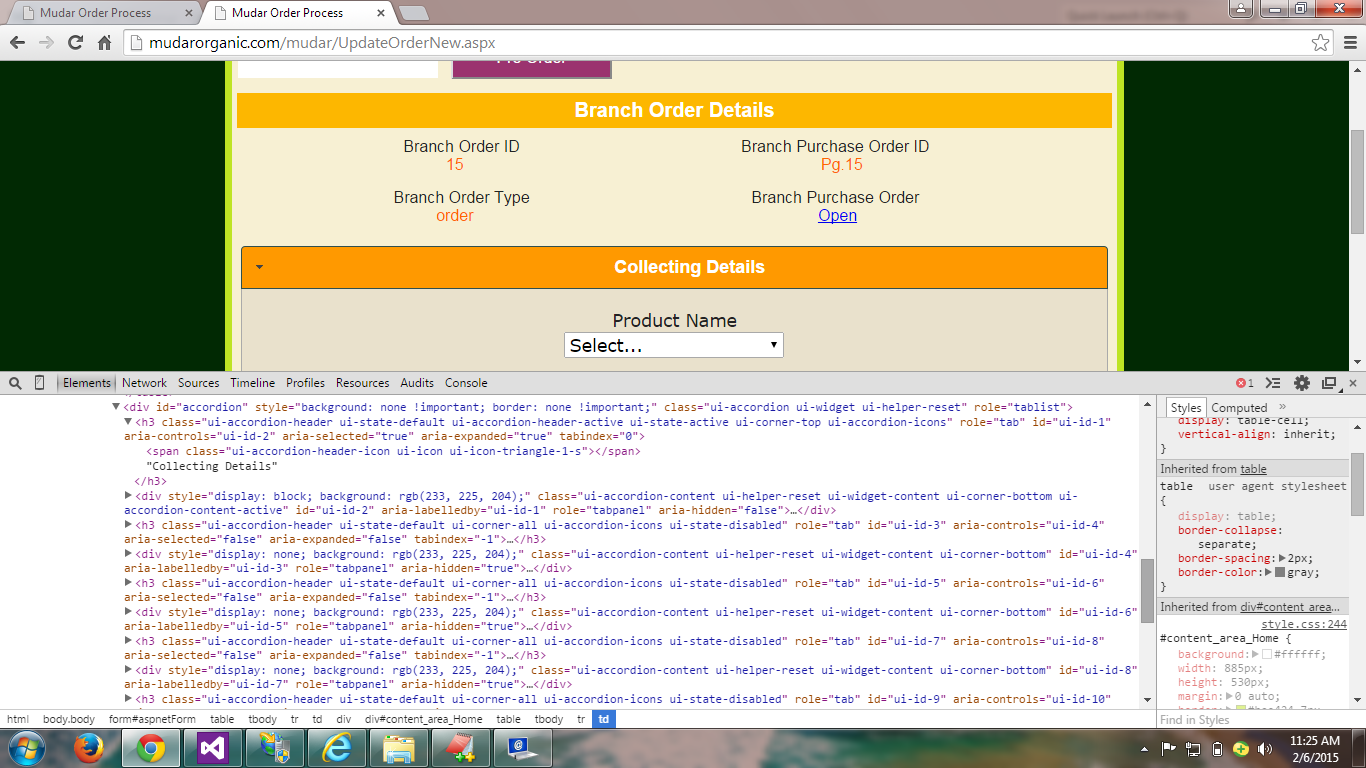 Mudar Order Process
Mudar Order Process
mudarorganic.com/mudar/UpdateOrderNew.aspx
Branch Order Details
Branch Order ID
15
Branch Purchase Order ID
Pg.15
Branch Order Type
order
Branch Purchase Order
Open
Collecting Details
Product Name
Select...
Elements Network Sources Timeline Profiles Resources Audits Console
1
<div id="accordion" style="background: none !important; border: none !important;" class="ui-accordion ui-widget ui-helper-reset" role="tablist">
<h3 class="ui-accordion-header ui-state-default ui-accordion-header-active ui-state-active ui-corner-top ui-accordion-icons" role="tab" id="ui-id-1"
aria-controls="ui-id-2" aria-selected="true" aria-expanded="true" tabindex="0">
<span class="ui-accordion-header-icon ui-icon ui-icon-triangle-1-s"></span>
"Collecting Details"
</h3>
<div style="display: block; background: rgb(233, 225, 204);" class="ui-accordion-content ui-helper-reset ui-widget-content ui-corner-bottom ui-
accordion-content-active" id="ui-id-2" aria-labelledby="ui-id-1" role="tabpanel" aria-hidden="false">…</div>
<h3 class="ui-accordion-header ui-state-default ui-corner-all ui-accordion-icons ui-state-disabled" role="tab" id="ui-id-3" aria-controls="ui-id-4"
aria-selected="false" aria-expanded="false" tabindex="-1">…</h3>
<div style="display: none; background: rgb(233, 225, 204);" class="ui-accordion-content ui-helper-reset ui-widget-content ui-corner-bottom" id="ui-id-4"
aria-labelledby="ui-id-3" role="tabpanel" aria-hidden="true">…</div>
<h3 class="ui-accordion-header ui-state-default ui-corner-all ui-accordion-icons ui-state-disabled" role="tab" id="ui-id-5" aria-controls="ui-id-6"
aria-selected="false" aria-expanded="false" tabindex="-1">…</h3>
<div style="display: none; background: rgb(233, 225, 204);" class="ui-accordion-content ui-helper-reset ui-widget-content ui-corner-bottom" id="ui-id-6"
aria-labelledby="ui-id-5" role="tabpanel" aria-hidden="true">…</div>
<h3 class="ui-accordion-header ui-state-default ui-corner-all ui-accordion-icons ui-state-disabled" role="tab" id="ui-id-7" aria-controls="ui-id-8"
aria-selected="false" aria-expanded="false" tabindex="-1">…</h3>
<div style="display: none; background: rgb(233, 225, 204);" class="ui-accordion-content ui-helper-reset ui-widget-content ui-corner-bottom" id="ui-id-8"
aria-labelledby="ui-id-7" role="tabpanel" aria-hidden="true">…</div>
<h3 class="ui-accordion-header ui-state-default ui-corner-all ui-accordion-icons ui-state-disabled" role="tab" id="ui-id-9" aria-controls="ui-id-10"
Styles Computed »
display: table-cell;
vertical-align: inherit;
}
Inherited from table
table user agent stylesheet
{
display: table;
border-collapse:
separate;
border-spacing: 2px;
border-color: gray;
}
Inherited from div#content_area…
style.css:244
#content_area_Home {
background: #ffffff;
width: 885px;
height: 530px;
margin: 0 auto;
Find in Styles
html body.body form#aspnetForm table tbody tr td div div#content_area_Home table tbody tr td
11:25 AM
2/6/2015